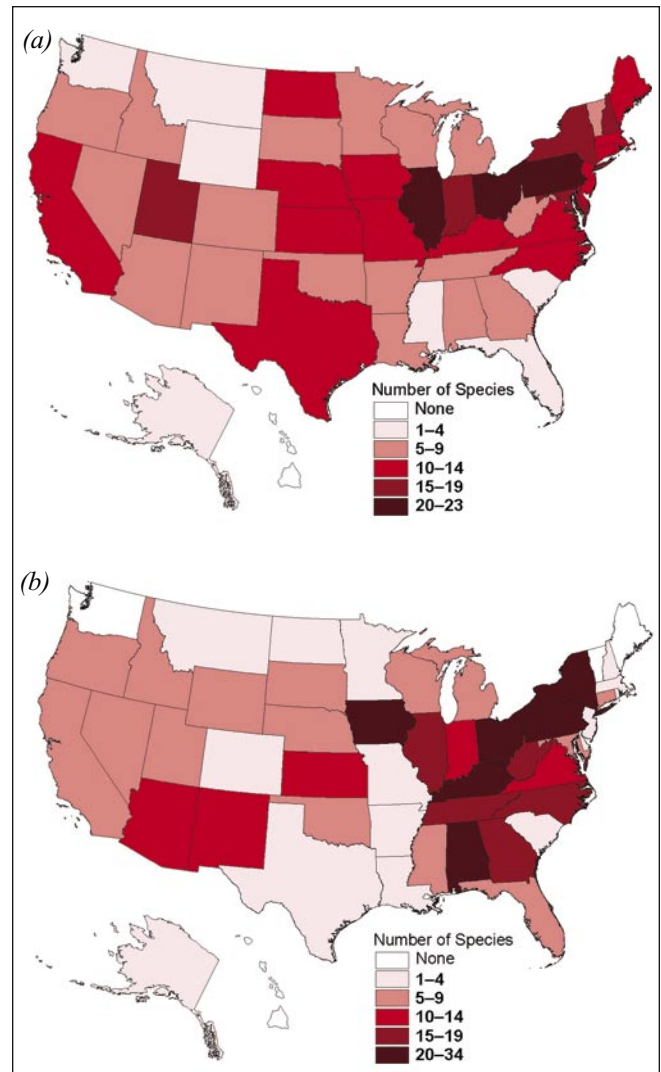 (a)
Number of Species
None
1–4
5–9
10–14
15–19
20–23
(b)
Number of Species
None
1–4
5–9
10–14
15–19
20–34